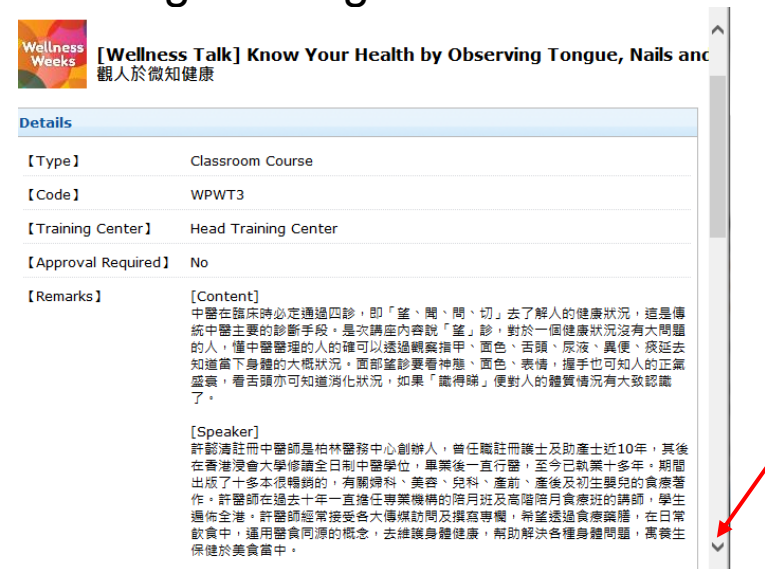 Wellness
Weeks
[Wellness Talk] Know Your Health by Observing Tongue, Nails and
觀人於微知健康
Details
【Type】 Classroom Course
【Code】 WPWT3
【Training Center】 Head Training Center
【Approval Required】 No
【Remarks】 [Content]
中醫在臨床時必定通過四診，即「望、聞、問、切」去了解人的健康狀況，這是傳
統中醫主要的診斷手段。是次講座內容說「望」診，對於一個健康狀況沒有大問題
的人，懂中醫醫理的人的確可以透過觀察指甲、面色、舌頭、尿液、異便、痰延去
知道當下身體的大概狀況。面部望診要看神態、面色、表情，握手也可知人的正氣
盛衰，看舌頭亦可知道消化狀況，如果「識得睇」便對人的體質情況有大致認識
了。
[Speaker]
許懿清註冊中醫師是柏林醫務中心創辦人，曾任職註冊護士及助產士近10年，其後
在香港浸會大學修讀全日制中醫學位，畢業後一直行醫，至今已執業十多年。期間
出版了十多本很暢銷的，有關婦科、美容、兒科、產前、產後及初生嬰兒的食療著
作。許醫師在過去十年一直擔任專業機構的陪月班及高階陪月食療班的講師，學生
遍佈全港。許醫師經常接受各大傳媒訪問及撰寫專欄，希望透過食療藥膳，在日常
飲食中，運用醫食同源的概念，去維護身體健康，幫助解決各種身體問題，寓養生
保健於美食當中。